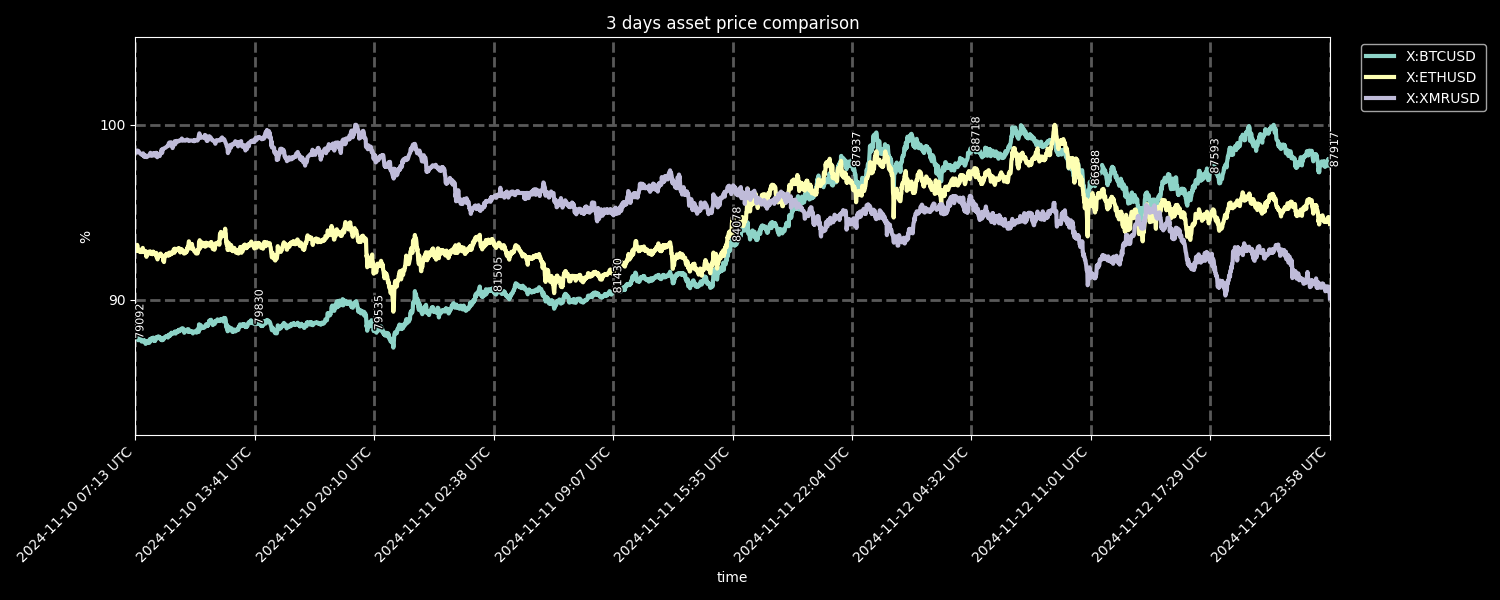 3 days asset price comparison
X:BTCUSD
X:ETHUSD
X:XMRUSD
100
90
%
79092
79830
79535
81505
81430
84078
87937
88718
86988
87593
87917
2024-11-10 07:13 UTC
2024-11-10 13:41 UTC
2024-11-10 20:10 UTC
2024-11-11 02:38 UTC
2024-11-11 09:07 UTC
2024-11-11 15:35 UTC
2024-11-11 22:04 UTC
2024-11-12 04:32 UTC
2024-11-12 11:01 UTC
2024-11-12 17:29 UTC
2024-11-12 23:58 UTC
time